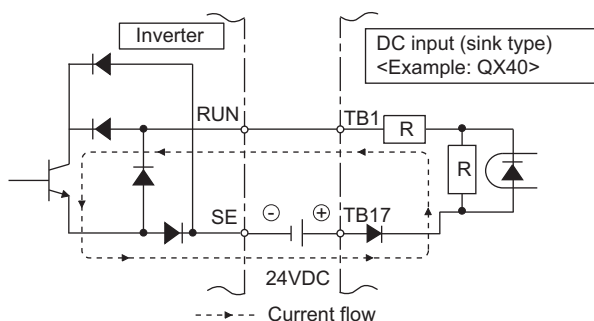 Inverter
DC input (sink type)
<Example: QX40>
RUN
TB1
R
R
SE
-
+
TB17
24VDC
Current flow